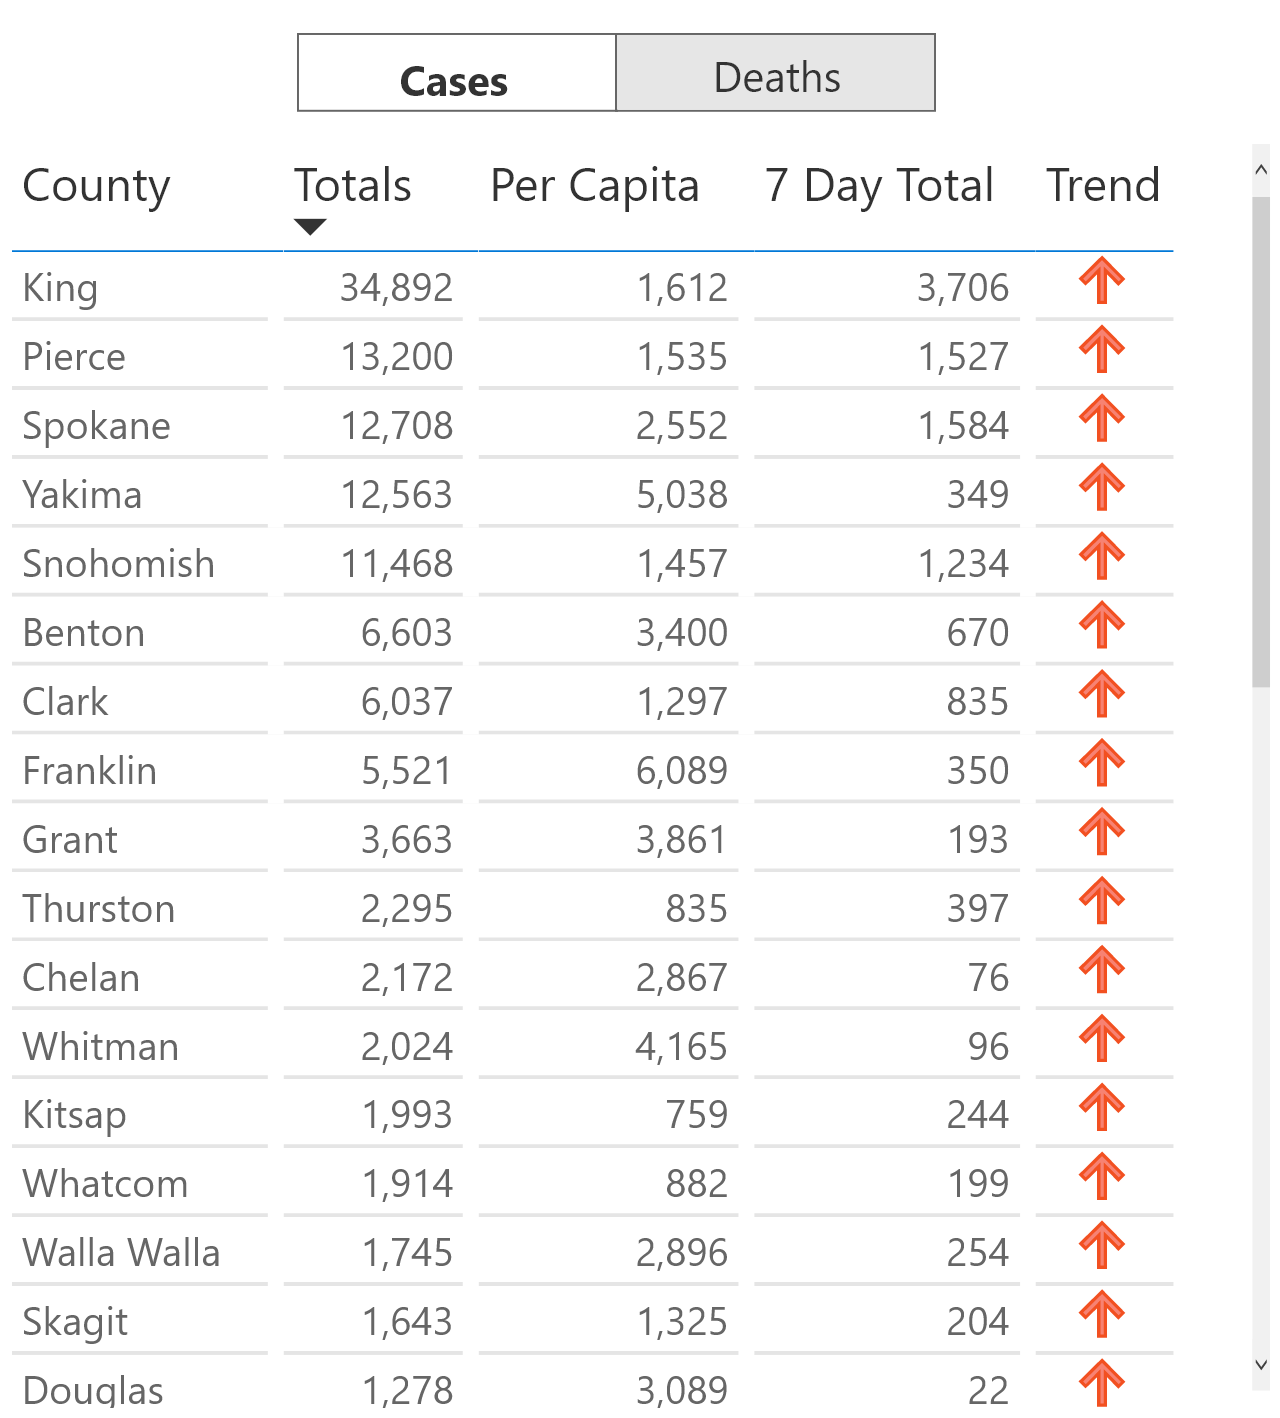 Cases Deaths
County Totals Per Capita 7 Day Total Trend
King 34,892 1,612 3,706
Pierce 13,200 1,535 1,527
Spokane 12,708 2,552 1,584
Yakima 12,563 5,038 349
Snohomish 11,468 1,457 1,234
Benton 6,603 3,400 670
Clark 6,037 1,297 835
Franklin 5,521 6,089 350
Grant 3,663 3,861 193
Thurston 2,295 835 397
Chelan 2,172 2,867 76
Whitman 2,024 4,165 96
Kitsap 1,993 759 244
Whatcom 1,914 882 199
Walla Walla 1,745 2,896 254
Skagit 1,643 1,325 204
Douglas 1,278 3,089 22